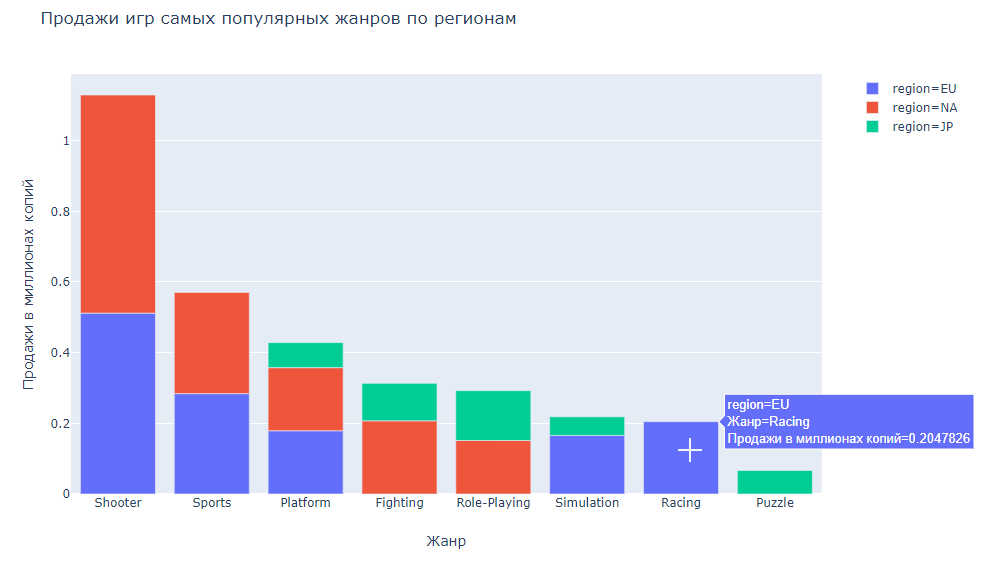 Продажи игр самых популярных жанров по регионам
region=EU
region=NA
region=JP
Продажи в миллионах копий
1
0.8
0.6
0.4
0.2
0
region=EU
Жанр=Racing
Продажи в миллионах копий=0.2047826
Shooter
Sports
Platform
Fighting
Role-Playing
Simulation
Racing
Puzzle
Жанр